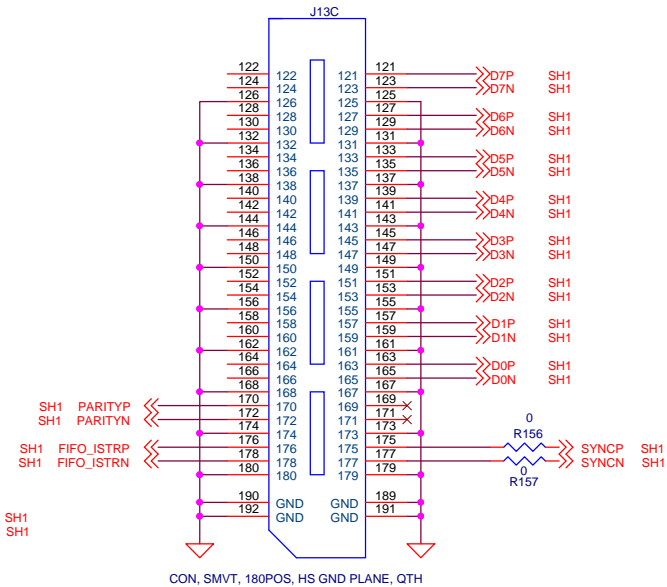 J13C
122 122 121 121 D7P SH1
124 124 123 123 D7N SH1
126 126 125 125
128 128 127 127 D6P SH1
130 130 129 129 D6N SH1
132 132 131 131
134 134 133 133 D5P SH1
136 136 135 135 D5N SH1
138 138 137 137
140 140 139 139 D4P SH1
142 142 141 141 D4N SH1
144 144 143 143
146 146 145 145 D3P SH1
148 148 147 147 D3N SH1
150 150 149 149
152 152 151 151 D2P SH1
154 154 153 153 D2N SH1
156 156 155 155
158 158 157 157 D1P SH1
160 160 159 159 D1N SH1
162 162 161 161
164 164 163 163 D0P SH1
166 166 165 165 D0N SH1
168 168 167 167
SH1 PARITYP 170 170 169 169
SH1 PARITYN 172 172 171 171
174 174 173 173
0
R156
SH1 FIFO_ISTRP 176 176 175 175 SYNCP SH1
SH1 FIFO_ISTRN 178 178 177 177 SYNCN SH1
0
R157
180 180 179 179
190 GND GND 189
192 GND GND 191
SH1
SH1
CON, SMVT, 180POS, HS GND PLANE, QTH